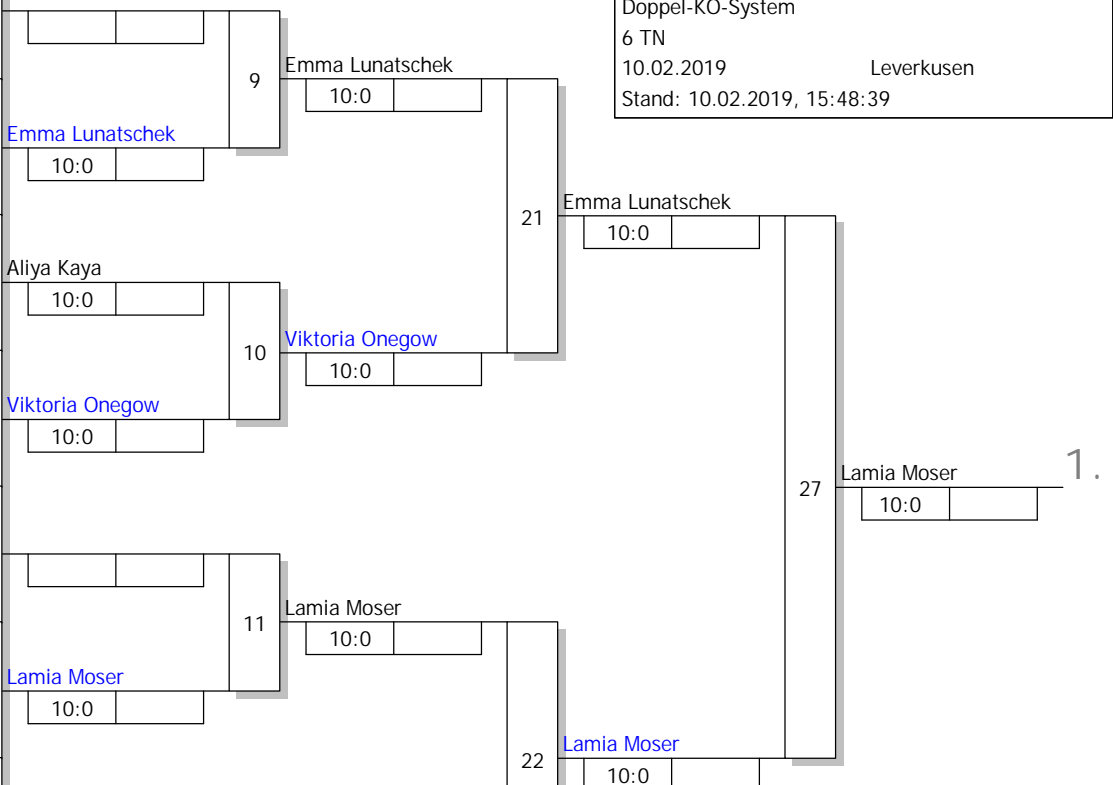 Doppel-KO-System
6 TN
10.02.2019 Leverkusen
Stand: 10.02.2019, 15:48:39
9
Emma Lunatschek
10:0
Emma Lunatschek
10:0
21
Emma Lunatschek
10:0
Aliya Kaya
10:0
10
Viktoria Onegow
10:0
Viktoria Onegow
10:0
27
Lamia Moser
1.
10:0
11
Lamia Moser
10:0
Lamia Moser
10:0
22
Lamia Moser
10:0